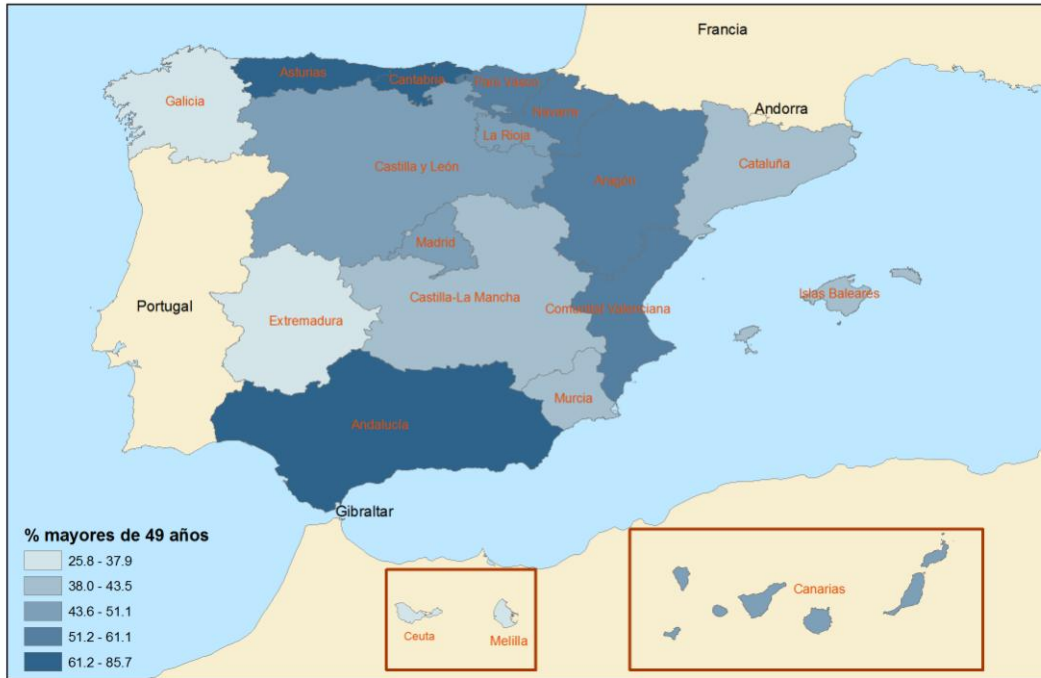 Francia
Asturias
Cantabria
País Vasco
Galicia
Navarra
Andorra
La Rioja
Cataluña
Castilla y León
Aragón
Madrid
Portugal
Castilla-La Mancha
Islas Baleares
Extremadura
Comunitat Valenciana
Murcia
Andalucía
Gibraltar
% mayores de 49 años
25.8 - 37.9
38.0 - 43.5
43.6 - 51.1
51.2 - 61.1
61.2 - 85.7
Ceuta
Melilla
Canarias